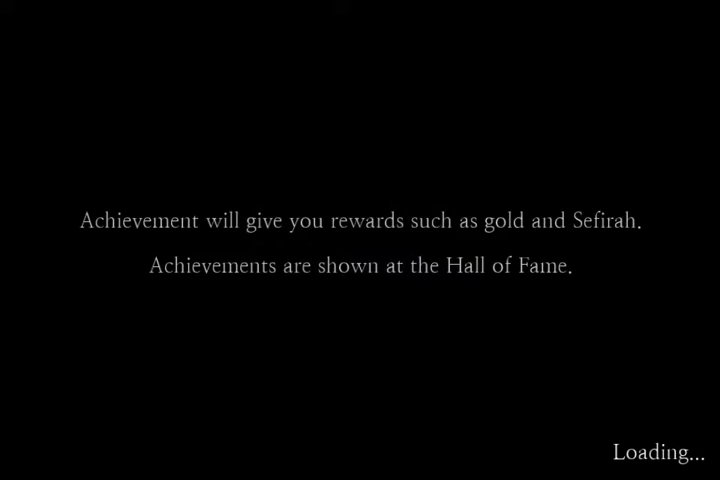 Achievement will give you rewards such as gold and Sefirah.
Achievements are shown at the Hall of Fame.
Loading...